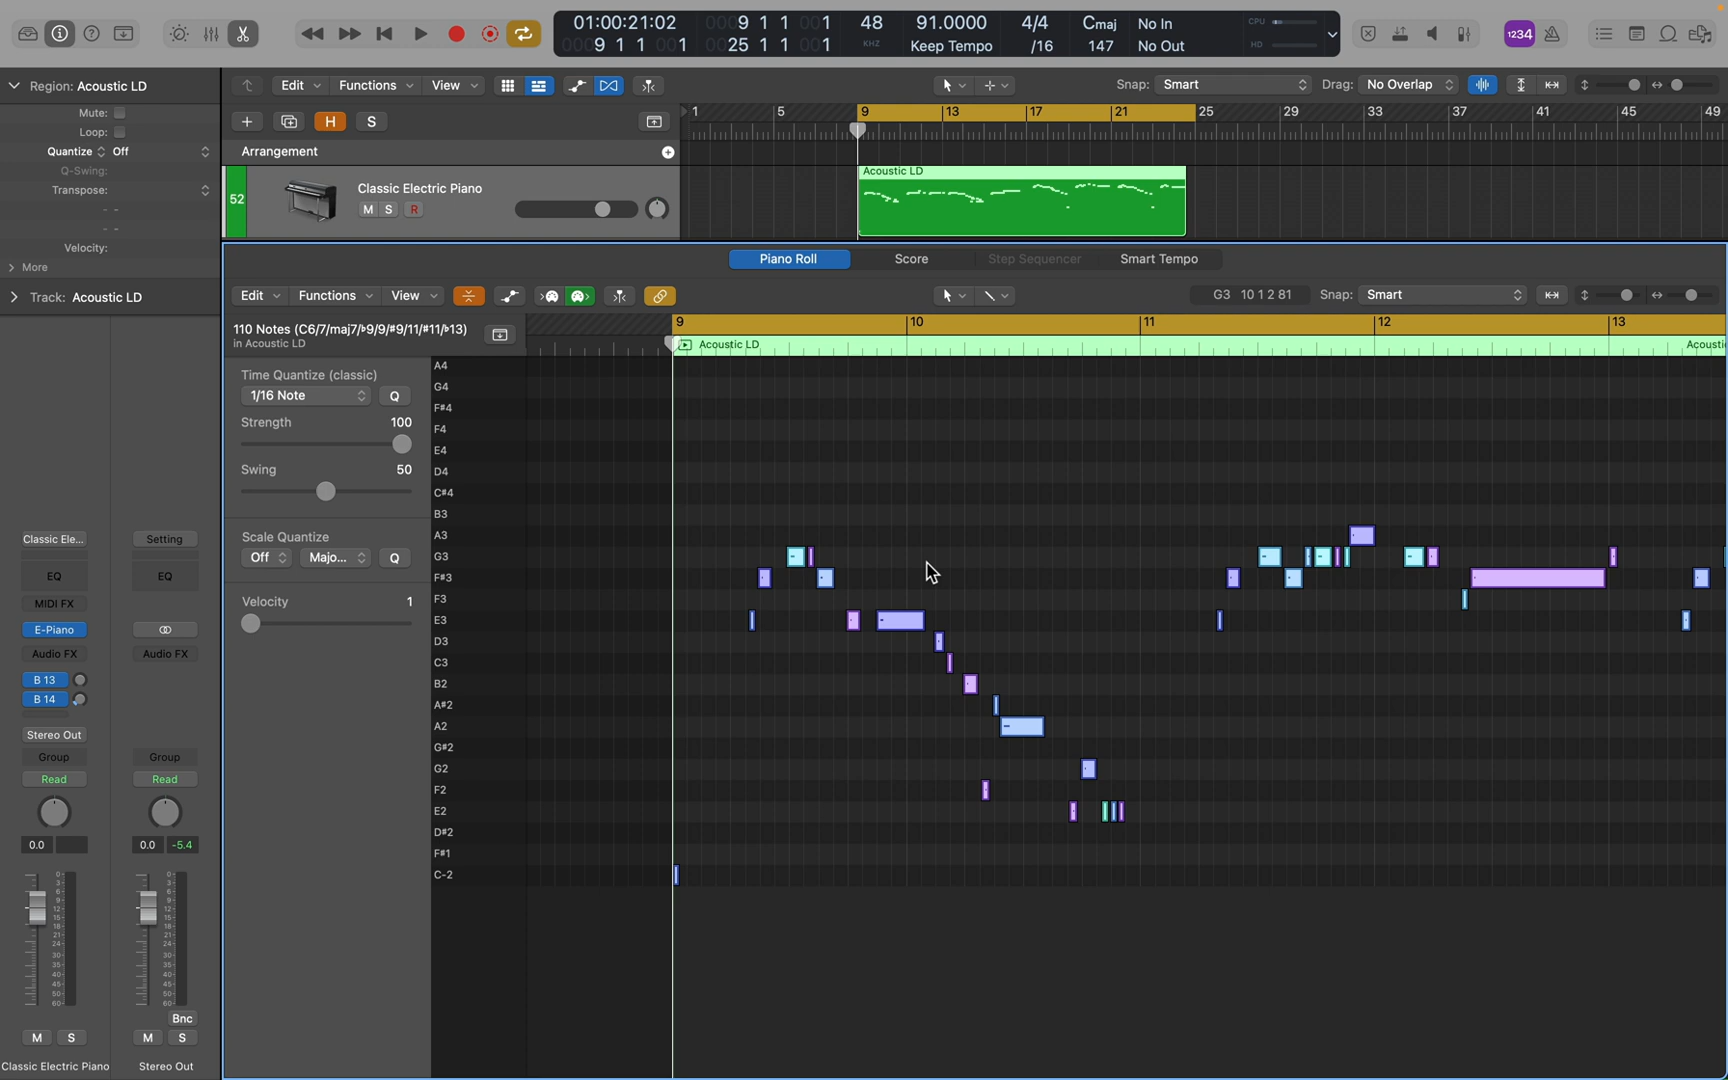 01:00:21:02
0009 1 1 001
0009 1 1 001
0025 1 1 001
48
KHZ
91.0000
Keep Tempo
4/4
/16
Cmaj
147
No In
No Out
CPU
HD
1234
Region: Acoustic LD
Mute:
Loop:
Quantize Off
Q-Swing:
Transpose:
Velocity:
More
Track: Acoustic LD
Edit
Functions
View
Snap: Smart
Drag: No Overlap
H
S
1 5 9 13 17 21 25 29 33 37 41 45 49
Arrangement
52
Classic Electric Piano
M S R
Acoustic LD
Piano Roll
Score
Step Sequencer
Smart Tempo
Edit
Functions
View
G3 10 1 2 81
Snap: Smart
110 Notes (C6/7/maj7/♭9/9/#9/11/#11/♭13)
in Acoustic LD
9 10 11 12 13
Acoustic LD
Acousti
Time Quantize (classic)
1/16 Note
Q
Strength 100
Swing 50
Scale Quantize
Off
Majo...
Q
Velocity 1
A4
G4
F#4
F4
E4
D4
C#4
B3
A3
G3
F#3
F3
E3
D3
C3
B2
A#2
A2
G#2
G2
F2
E2
D#2
F#1
C-2
Classic Ele...
Setting
EQ
EQ
MIDI FX
E-Piano
Audio FX
Audio FX
B 13
B 14
Stereo Out
Group
Group
Read
Read
0.0
0.0 -5.4
Bnc
M S
M S
Classic Electric Piano
Stereo Out